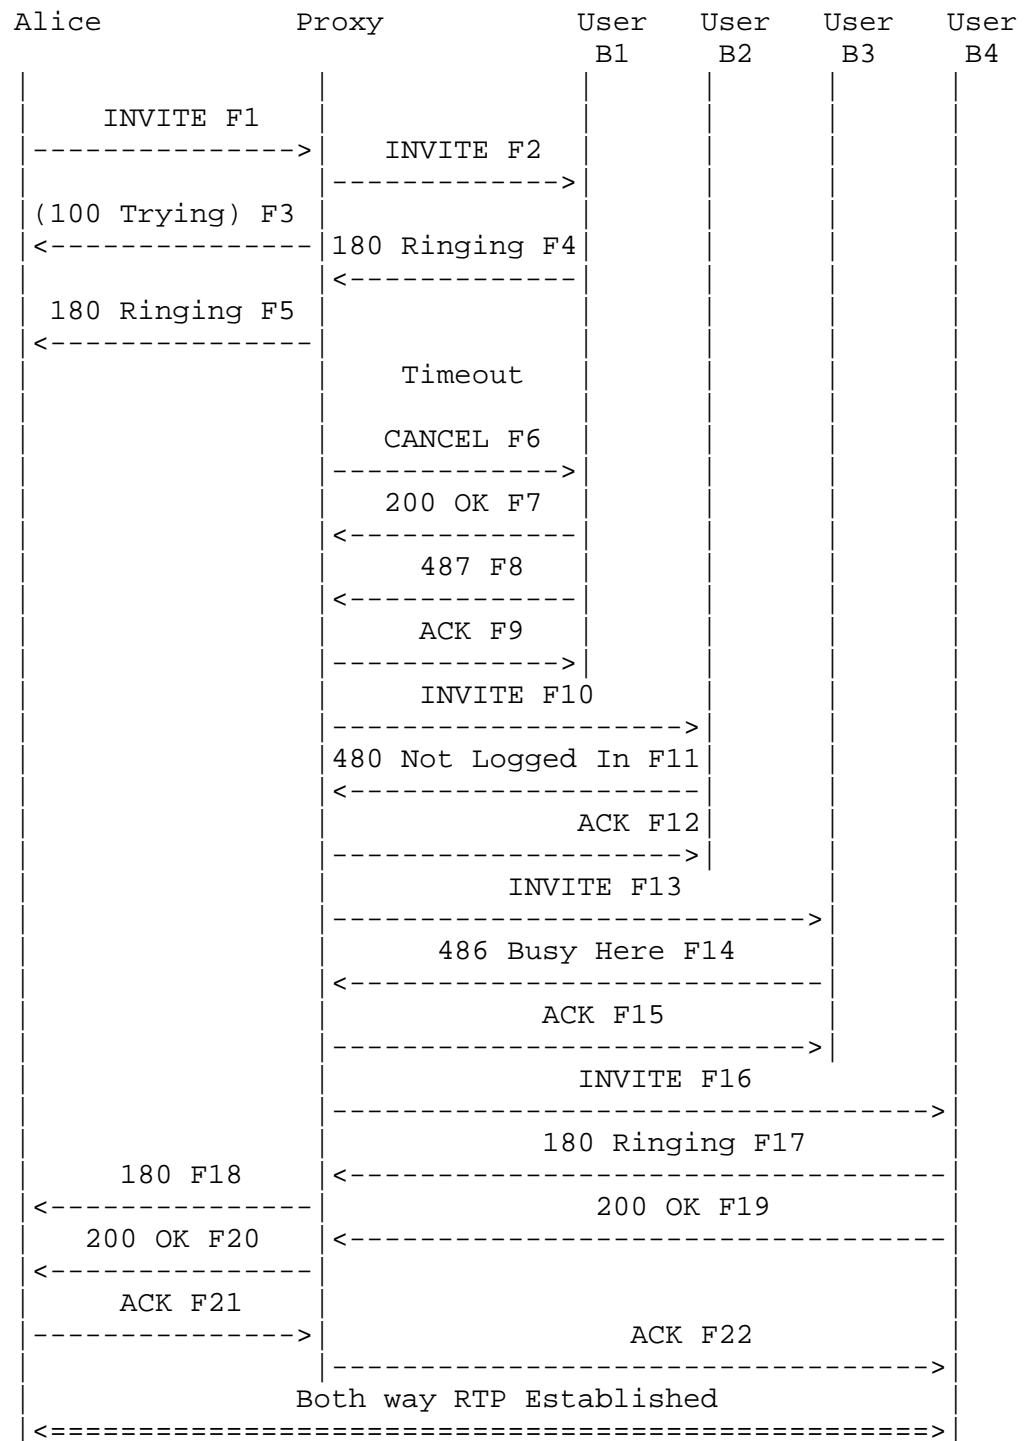 Alice Proxy User User User User
B1 B2 B3 B4
INVITE F1
INVITE F2
(100 Trying) F3
180 Ringing F4
180 Ringing F5
Timeout
CANCEL F6
200 OK F7
487 F8
ACK F9
INVITE F10
480 Not Logged In F11
ACK F12
INVITE F13
486 Busy Here F14
ACK F15
INVITE F16
180 Ringing F17
180 F18
200 OK F19
200 OK F20
ACK F21
ACK F22
Both way RTP Established